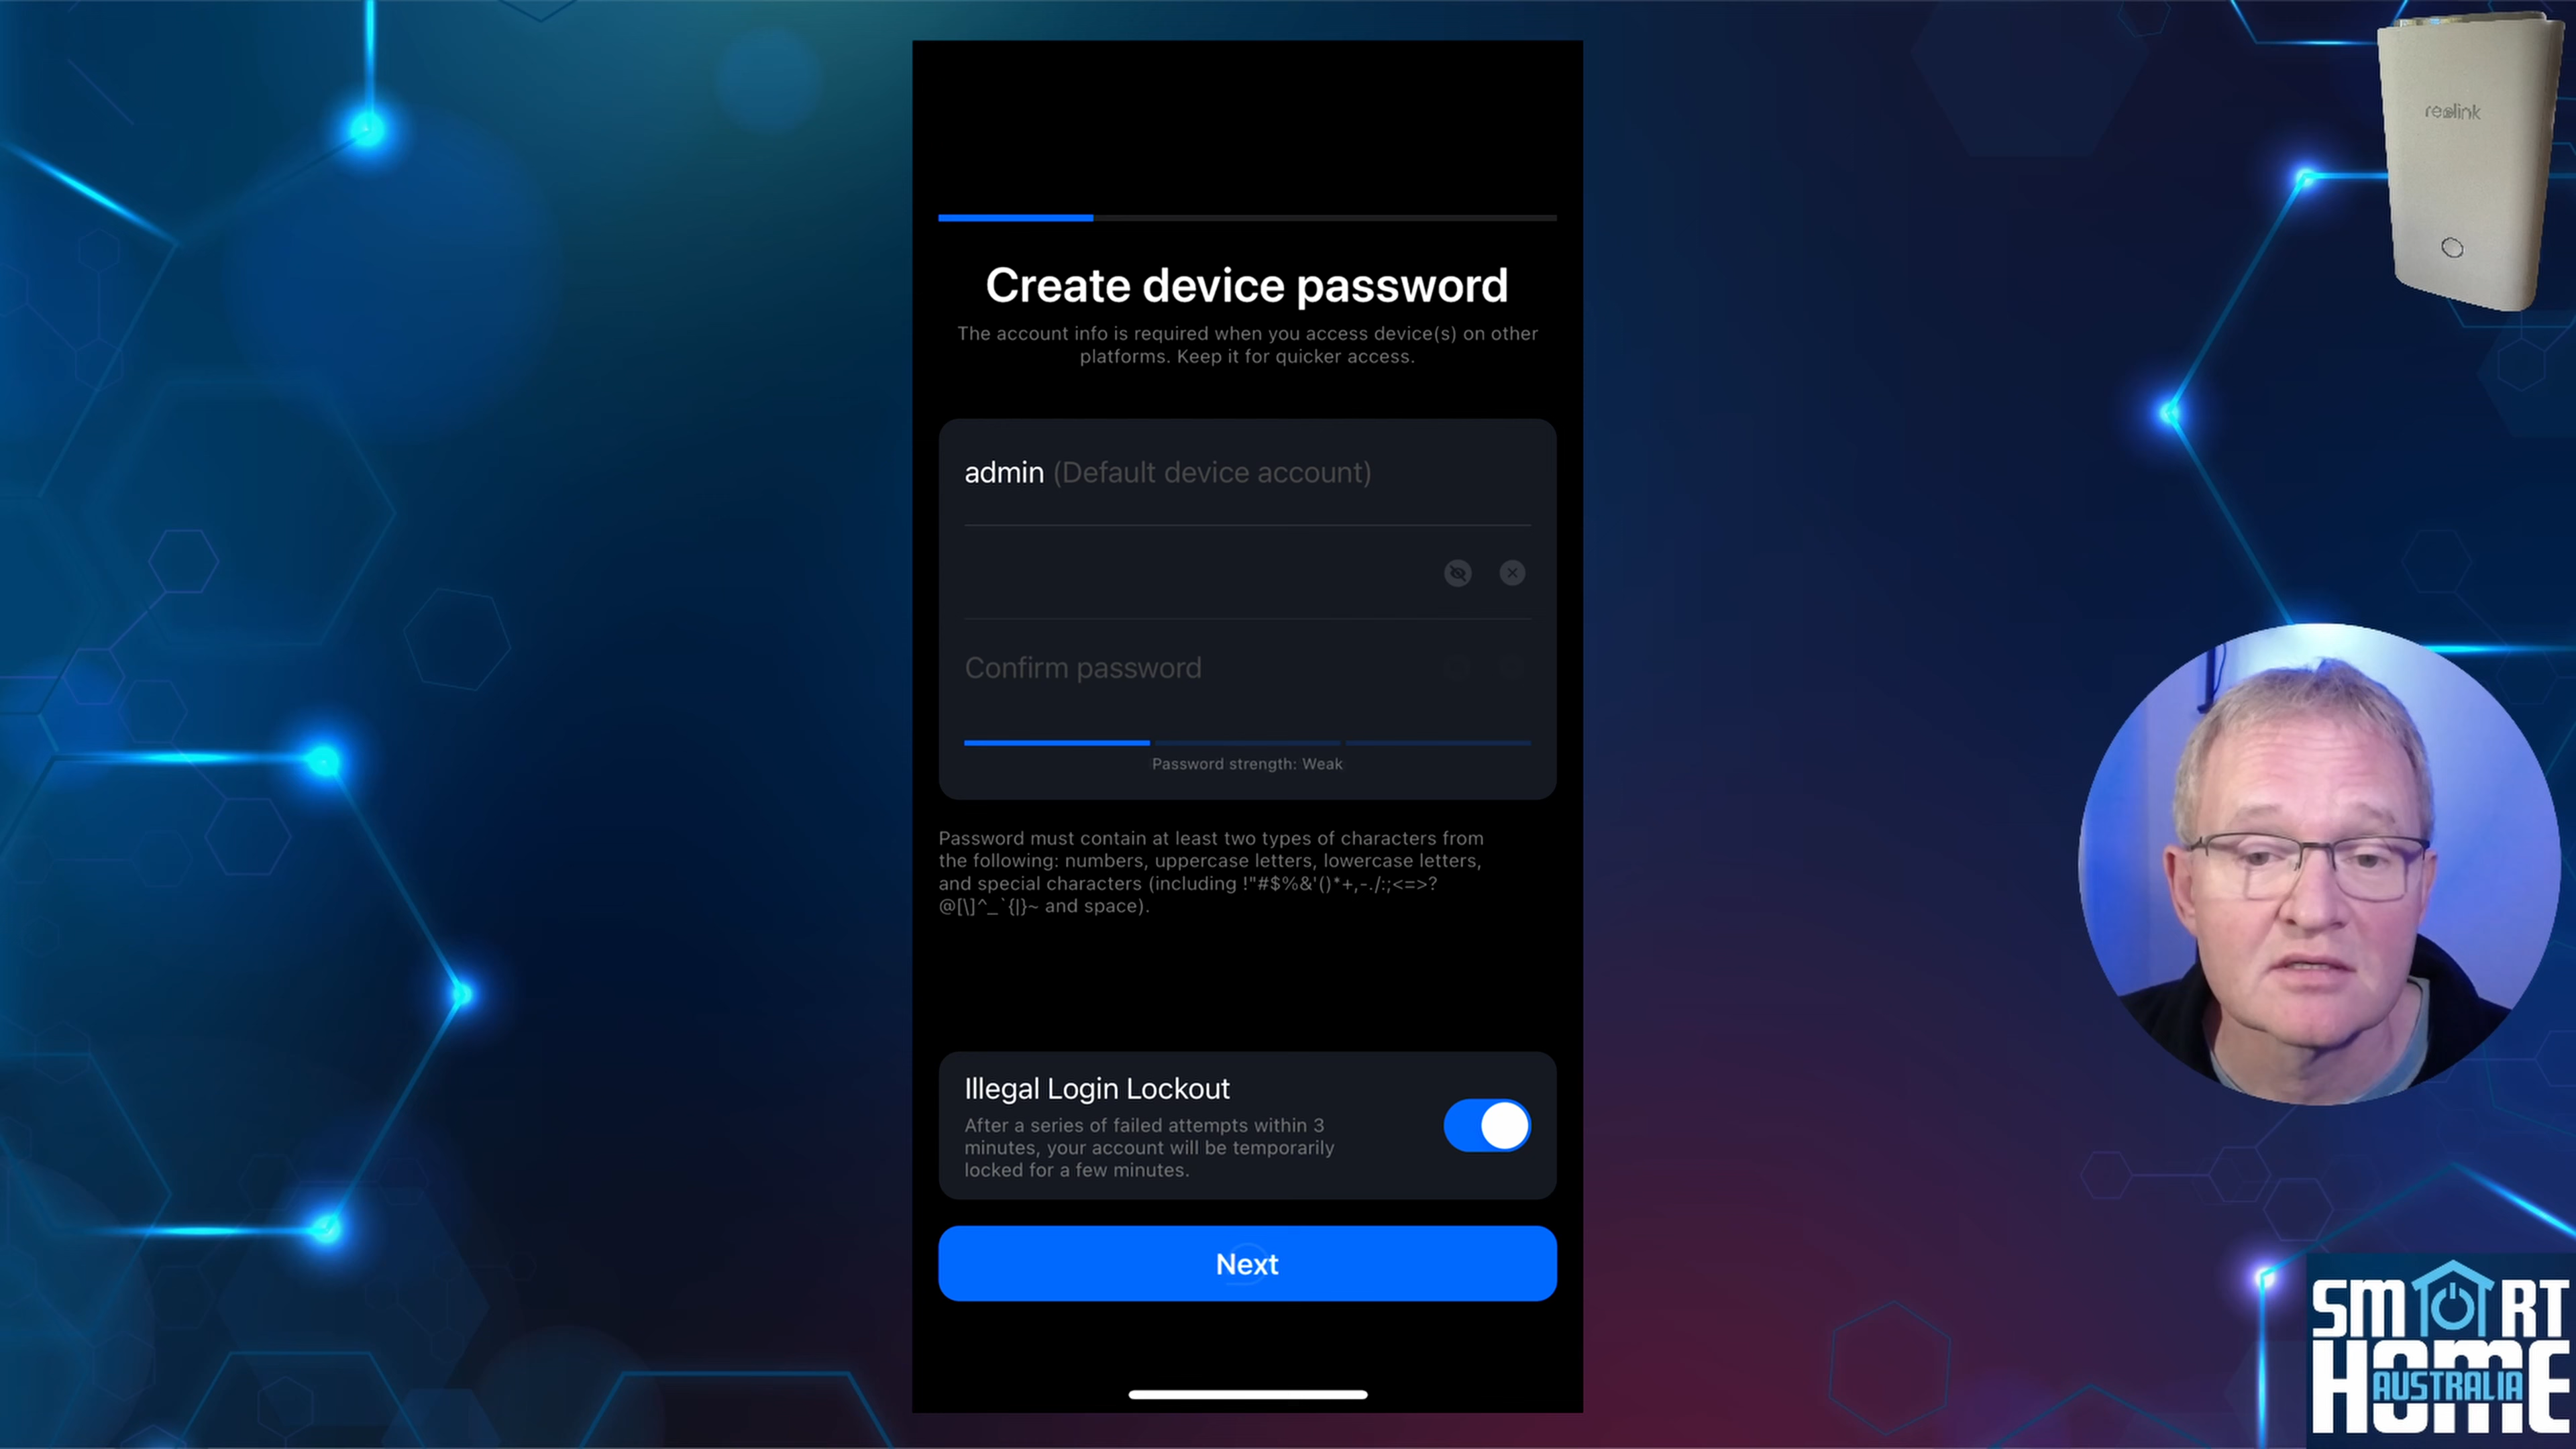 reolink
Create device password
The account info is required when you access device(s) on other
platforms. Keep it for quicker access.
admin (Default device account)
Confirm password
Password strength: Weak
Password must contain at least two types of characters from
the following: numbers, uppercase letters, lowercase letters,
and special characters (including !"#$%&'()*+,-./:;<=>?
@[\]^_`{|}~ and space).
Illegal Login Lockout
After a series of failed attempts within 3
minutes, your account will be temporarily
locked for a few minutes.
Next
SMART
HOME
AUSTRALIA